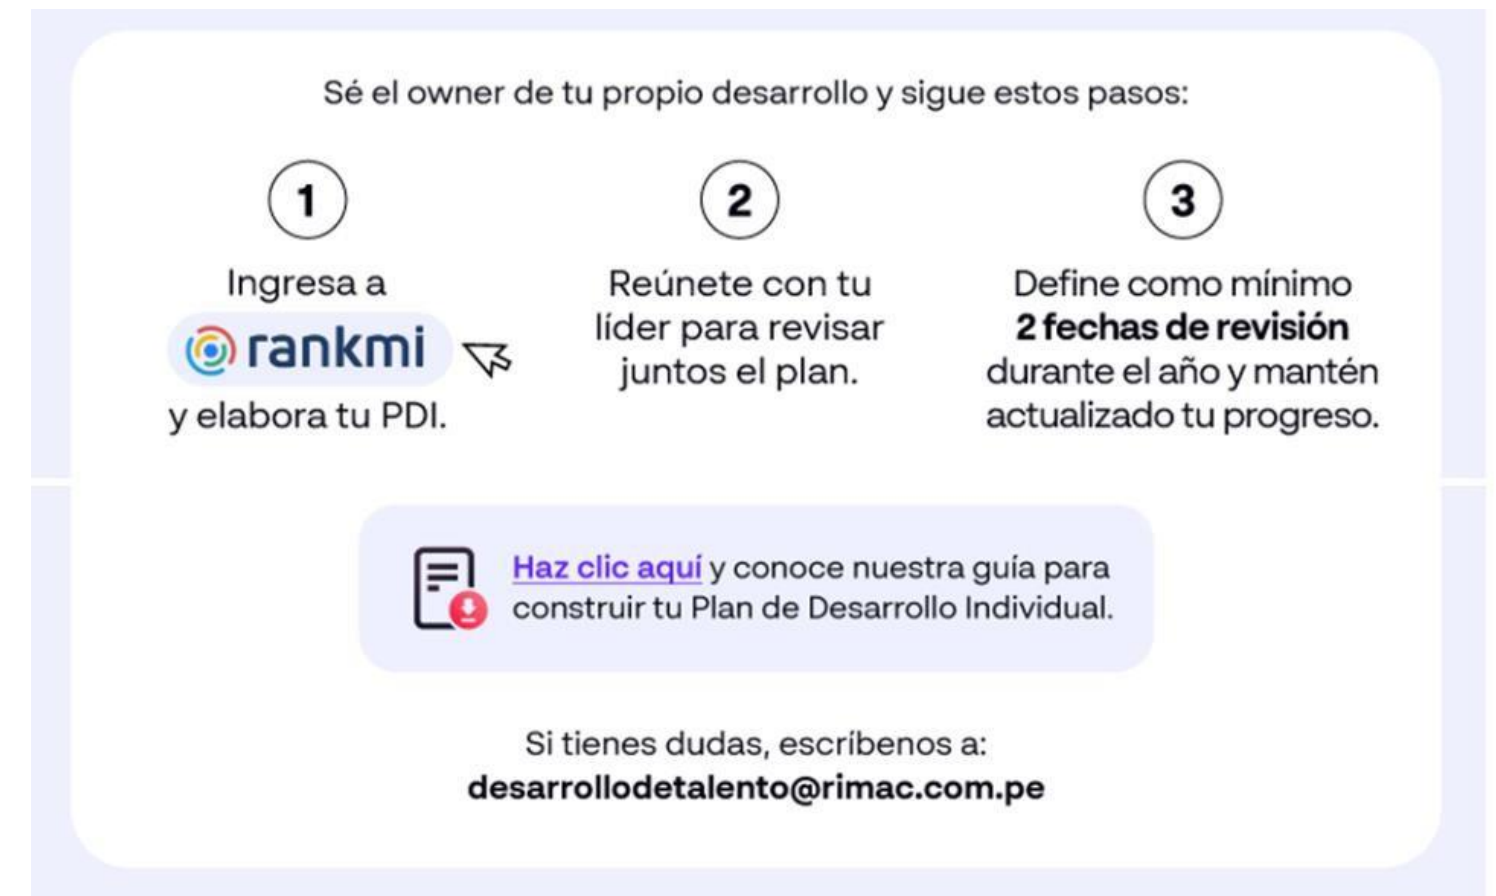 Sé el owner de tu propio desarrollo y sigue estos pasos:
1
Ingresa a
rankmi
y elabora tu PDI.
2
Reúnete con tu
líder para revisar
juntos el plan.
3
Define como mínimo
2 fechas de revisión
durante el año y mantén
actualizado tu progreso.
Haz clic aquí y conoce nuestra guía para
construir tu Plan de Desarrollo Individual.
Si tienes dudas, escríbenos a:
desarrollodetalento@rimac.com.pe